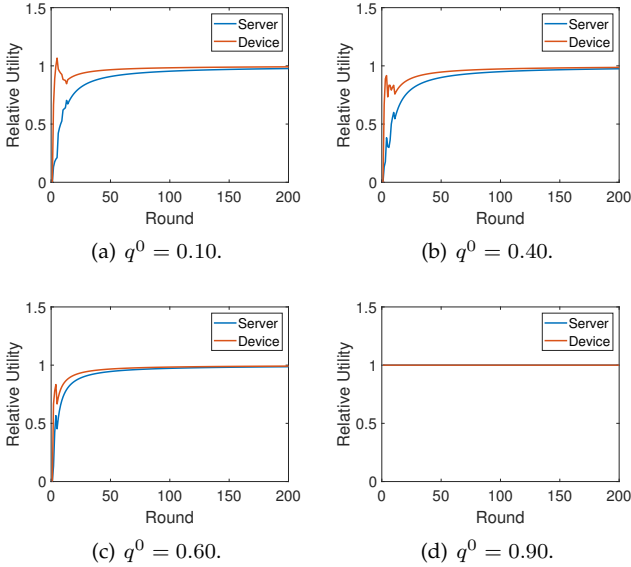 1.5
Server
Device
1
Relative Utility
0.5
0
0 50 100 150 200
Round
(a) q⁰ = 0.10.
1.5
Server
Device
1
Relative Utility
0.5
0
0 50 100 150 200
Round
(b) q⁰ = 0.40.
1.5
Server
Device
1
Relative Utility
0.5
0
0 50 100 150 200
Round
(c) q⁰ = 0.60.
1.5
Server
Device
1
Relative Utility
0.5
0
0 50 100 150 200
Round
(d) q⁰ = 0.90.